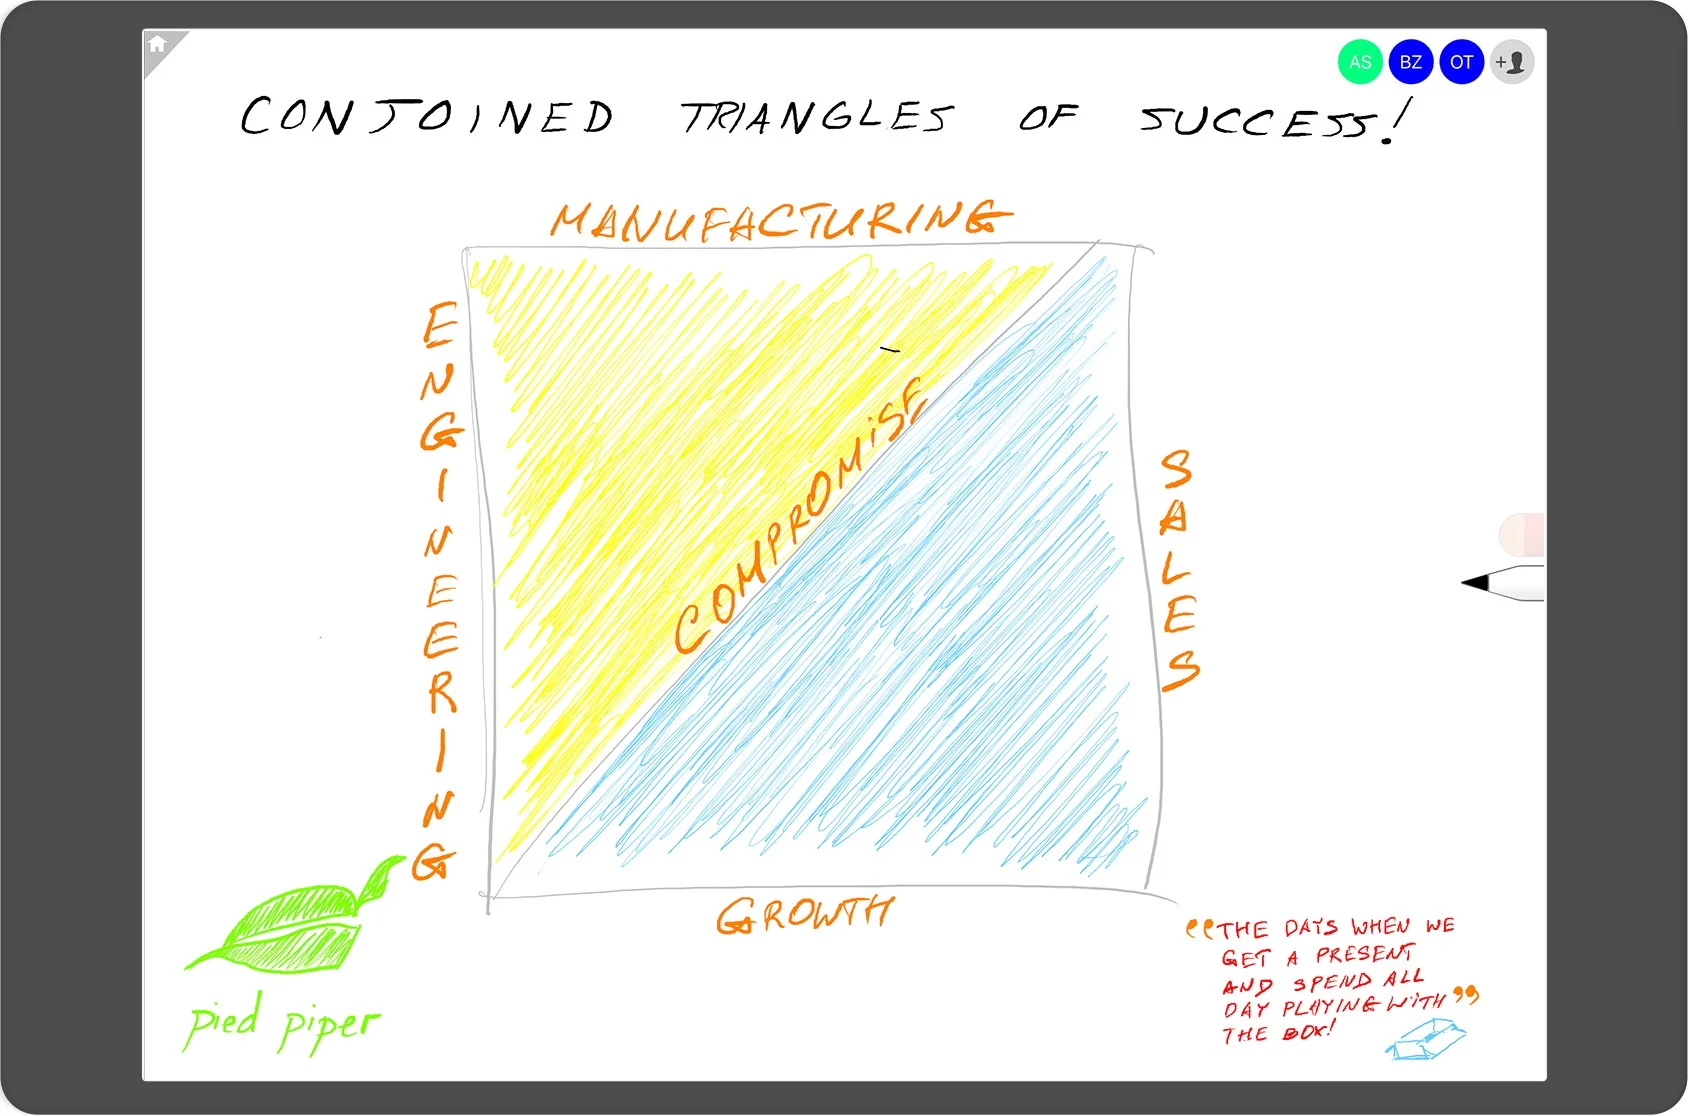 AS BZ OT +
CONJOINED TRIANGLES OF SUCCESS!
MANUFACTURING
ENGINEERING
COMPROMiSE
SALES
GROWTH
pied piper
“THE DAYS WHEN WE
GET A PRESENT
AND SPEND ALL
DAY PLAYING WiTH”
THE BOX!